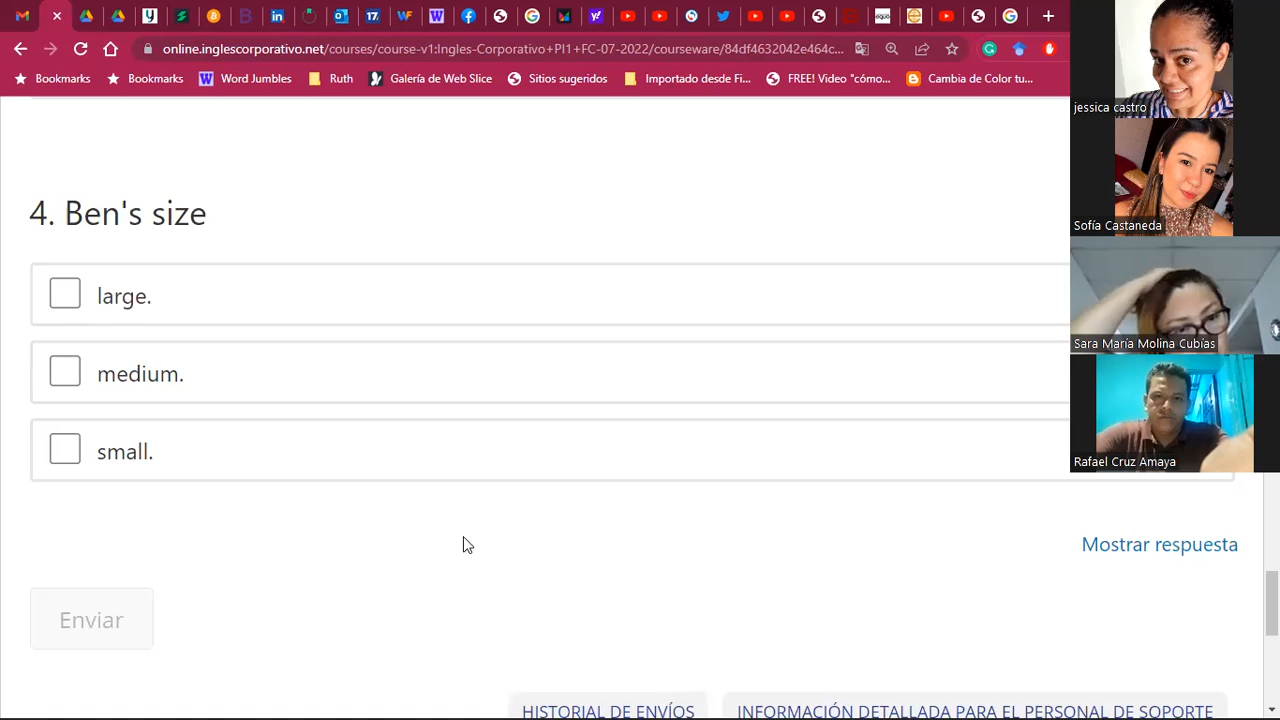 online.inglescorporativo.net/courses/course-v1:Ingles-Corporativo+PI1+FC-07-2022/courseware/84df4632042e464c...
Bookmarks
Bookmarks
Word Jumbles
Ruth
Galería de Web Slice
Sitios sugeridos
Importado desde Fi...
FREE! Video "cómo...
Cambia de Color tu...
jessica castro
Sofía Castaneda
Sara María Molina Cubías
Rafael Cruz Amaya
4. Ben's size
large.
medium.
small.
Mostrar respuesta
Enviar
HISTORIAL DE ENVÍOS
INFORMACIÓN DETALLADA PARA EL PERSONAL DE SOPORTE